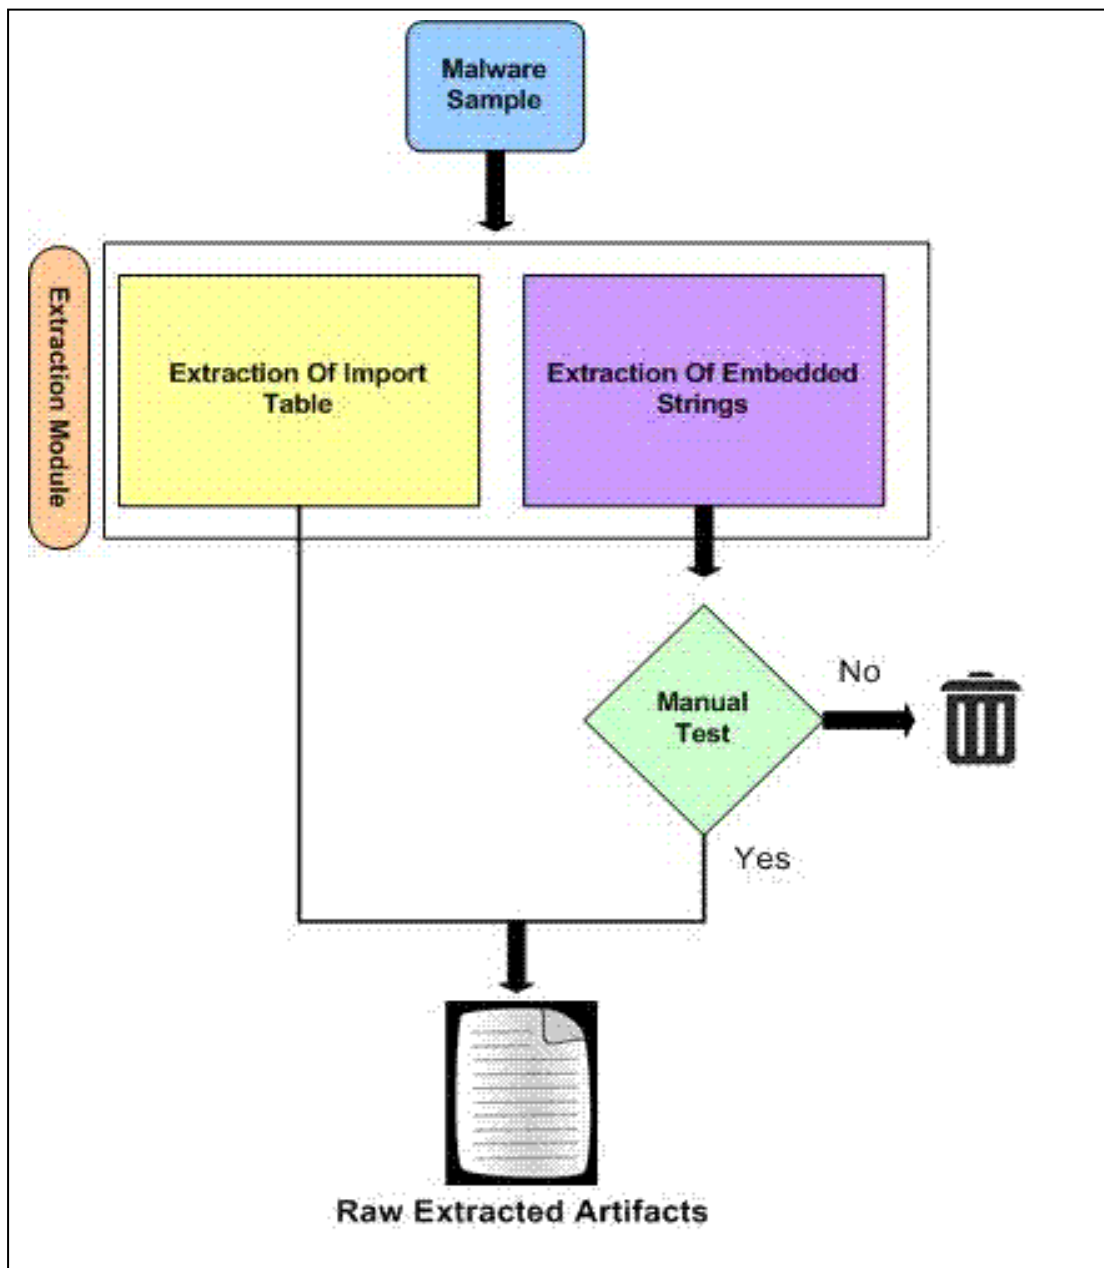 Malware
Sample
Extraction Module
Extraction Of Import
Table
Extraction Of Embedded
Strings
Manual
Test
No
Yes
Raw Extracted Artifacts